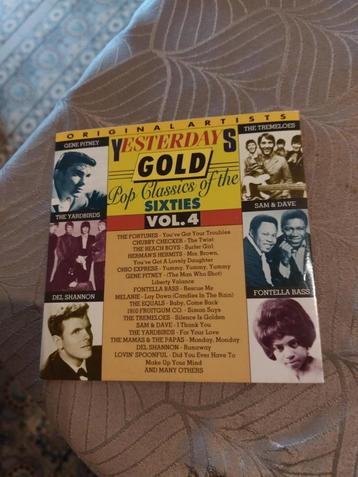 ORIGINAL ARTISTS
YESTERDAYS
GOLD
Pop Classics of the
SIXTIES
VOL. 4
GENE PITNEY
THE TREMELOES
THE YARDBIRDS
SAM & DAVE
DEL SHANNON
FONTELLA BASS
THE FORTUNES - You've Got Your Troubles
CHUBBY CHECKER - The Twist
THE BEACH BOYS - Surfer Girl
HERMAN'S HERMITS - Mrs. Brown,
You've Got A Lovely Daughter
OHIO EXPRESS - Yummy, Yummy, Yummy
GENE PITNEY - (The Man Who Shot)
Liberty Valance
FONTELLA BASS - Rescue Me
MELANIE - Lay Down (Candles In The Rain)
THE EQUALS - Baby, Come Back
1910 FRUITGUM CO. - Simon Says
THE TREMELOES - Silence is Golden
SAM & DAVE - I Thank You
THE YARDBIRDS - For Your Love
THE MAMAS & THE PAPAS - Monday, Monday
DEL SHANNON - Runaway
LOVIN' SPOONFUL - Did You Ever Have To
Make Up Your Mind
AND MANY OTHERS